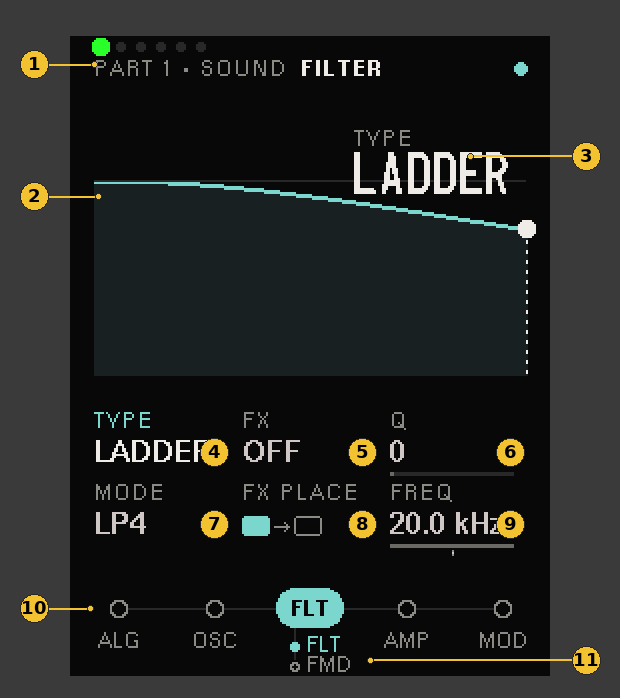 1 PART 1 · SOUND FILTER
TYPE
LADDER 3
2
TYPE FX Q
LADDER 4 OFF 5 0 6
MODE FX PLACE FREQ
LP4 7 → 8 20.0 kHz 9
10
FLT
ALG OSC FLT AMP MOD
FMD 11